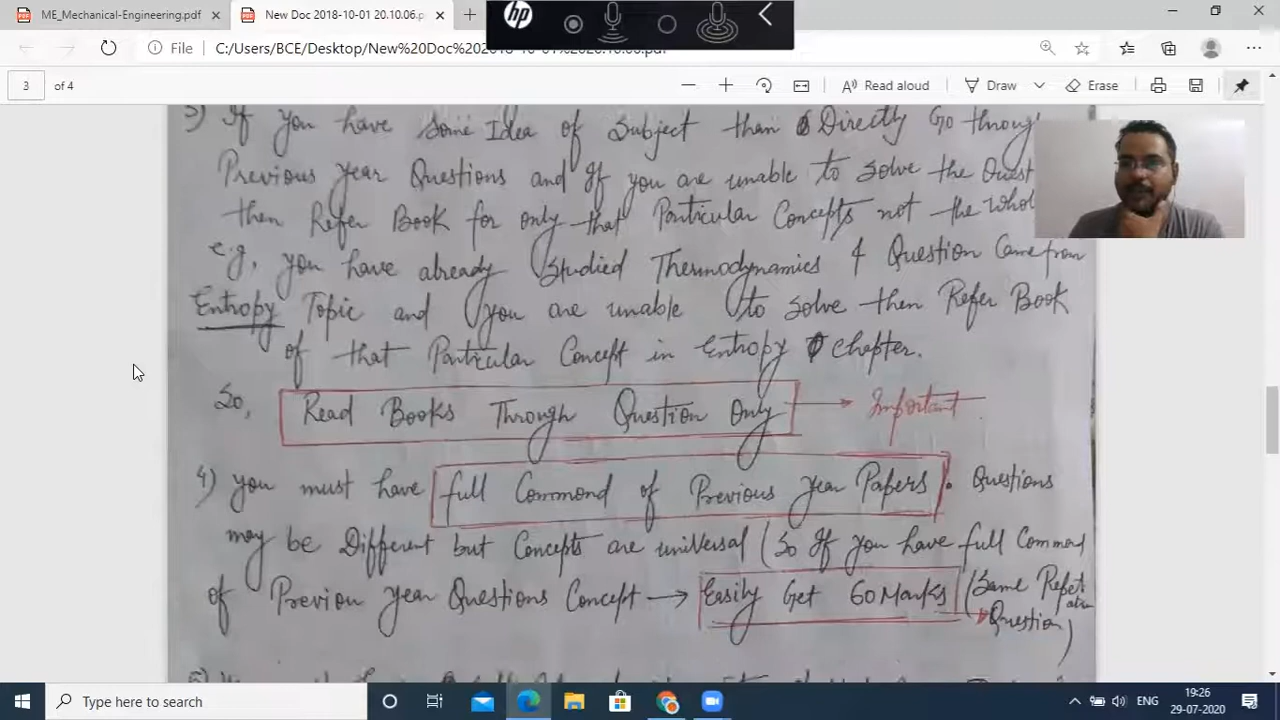 ME_Mechanical-Engineering.pdf
New Doc 2018-10-01 20.10.06.pdf
hp
File
C:/Users/BCE/Desktop/New%20Doc%202018-10-01%2020.10.06.pdf
3 of 4
Read aloud
Draw
Erase
3) If you have some Idea of Subject than Directly Go through
Previous year Questions and If you are unable to solve the Quest
then Refer Book for only that Particular Concepts not the whol
e.g, you have already Studied Thermodynamics & Question Came from
Entropy Topic and you are unable to solve then Refer Book
of that Particular Concept in Entropy chapter.
So, Read Books Through Question Only → Important
4) you must have full Commond of Previous year Papers. Questions
may be Different but Concepts are universal (So If you have full Commond
of Previou year Questions Concept → Easily Get 60 Marks (Same
Question)
Type here to search
ENG
19:26
29-07-2020